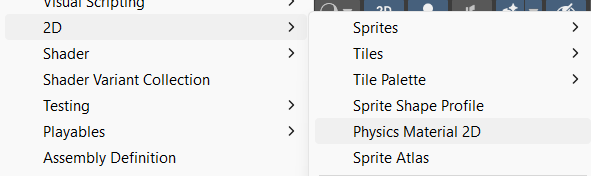 Visual Scripting
2D
Shader
Shader Variant Collection
Testing
Playables
Assembly Definition
2D
Sprites
Tiles
Tile Palette
Sprite Shape Profile
Physics Material 2D
Sprite Atlas